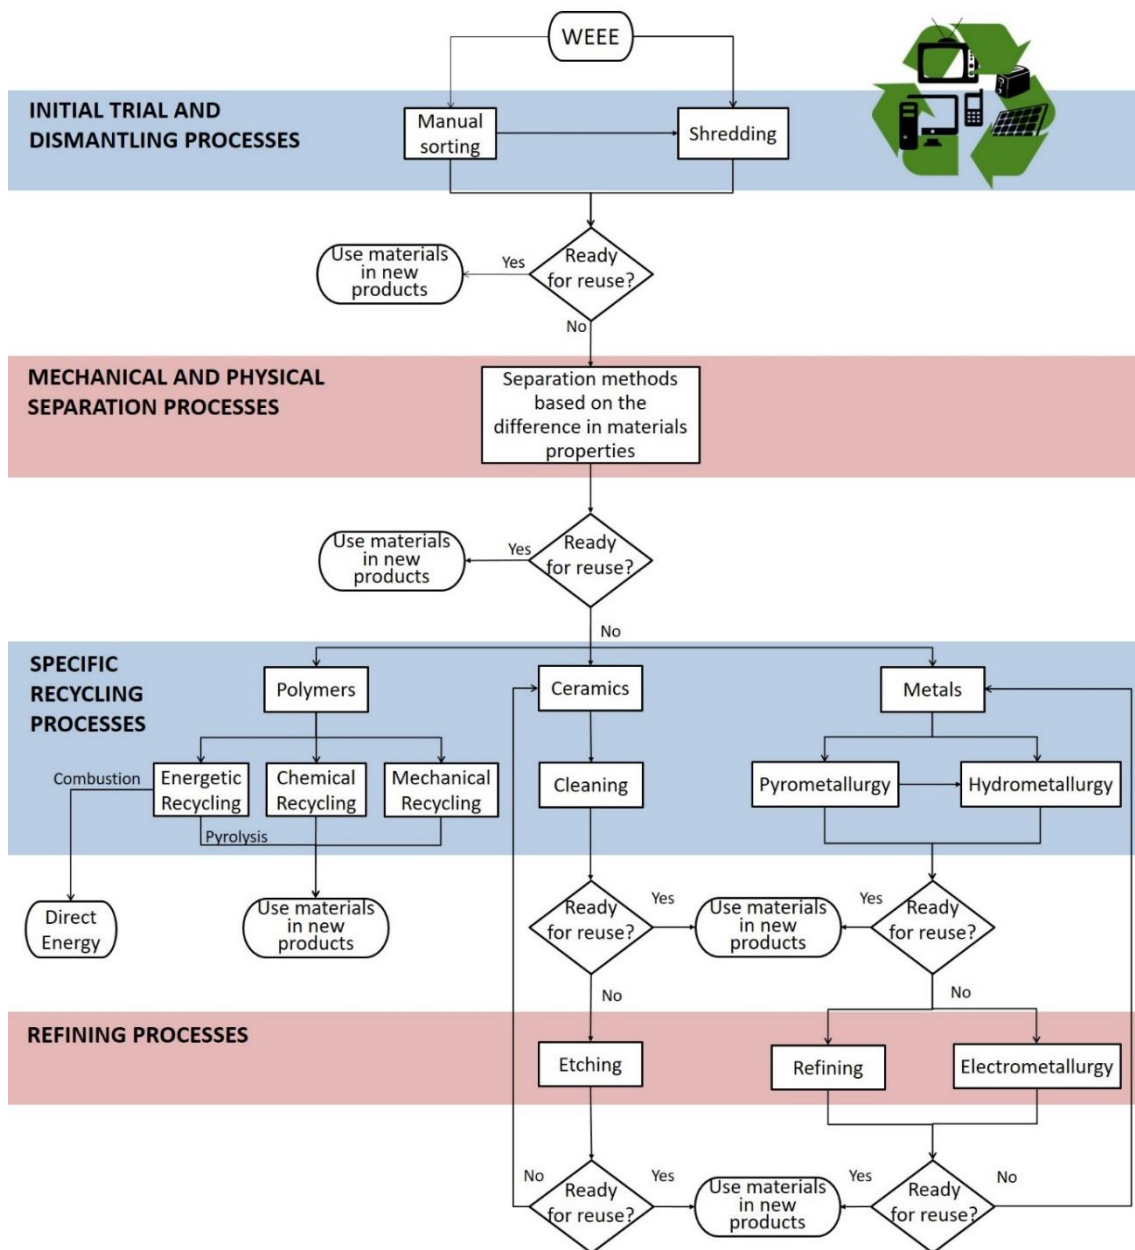 WEEE
INITIAL TRIAL AND
DISMANTLING PROCESSES
Manual
sorting
Shredding
Ready
for reuse?
Yes
Use materials
in new
products
No
MECHANICAL AND PHYSICAL
SEPARATION PROCESSES
Separation methods
based on the
difference in materials
properties
Ready
for reuse?
Yes
Use materials
in new
products
No
SPECIFIC
RECYCLING
PROCESSES
Polymers
Ceramics
Metals
Combustion
Energetic
Recycling
Chemical
Recycling
Mechanical
Recycling
Cleaning
Pyrometallurgy
Hydrometallurgy
Pyrolysis
Direct
Energy
Use materials
in new
products
Ready
for reuse?
Yes
Use materials
in new
products
Yes
Ready
for reuse?
No
No
REFINING PROCESSES
Etching
Refining
Electrometallurgy
No
Ready
for reuse?
Yes
Use materials
in new
products
Yes
Ready
for reuse?
No